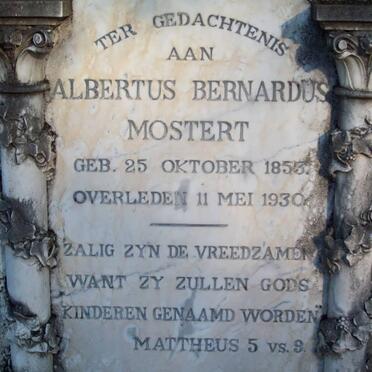 TER GEDACHTENIS
AAN
ALBERTUS BERNARDUS
MOSTERT
GEB. 25 OKTOBER 1855.
OVERLEDEN 11 MEI 1930.
ZALIG ZYN DE VREEDZAMEN
WANT ZY ZULLEN GODS
KINDEREN GENAAMD WORDEN"
MATTHEUS 5 vs. 9.